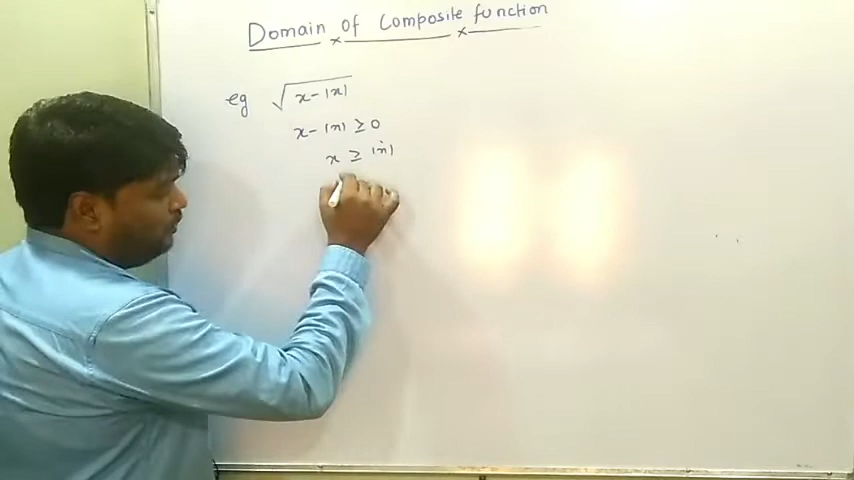 Domain of Composite function
eg √x-|x|
x-|x| ≥ 0
x ≥ |x|